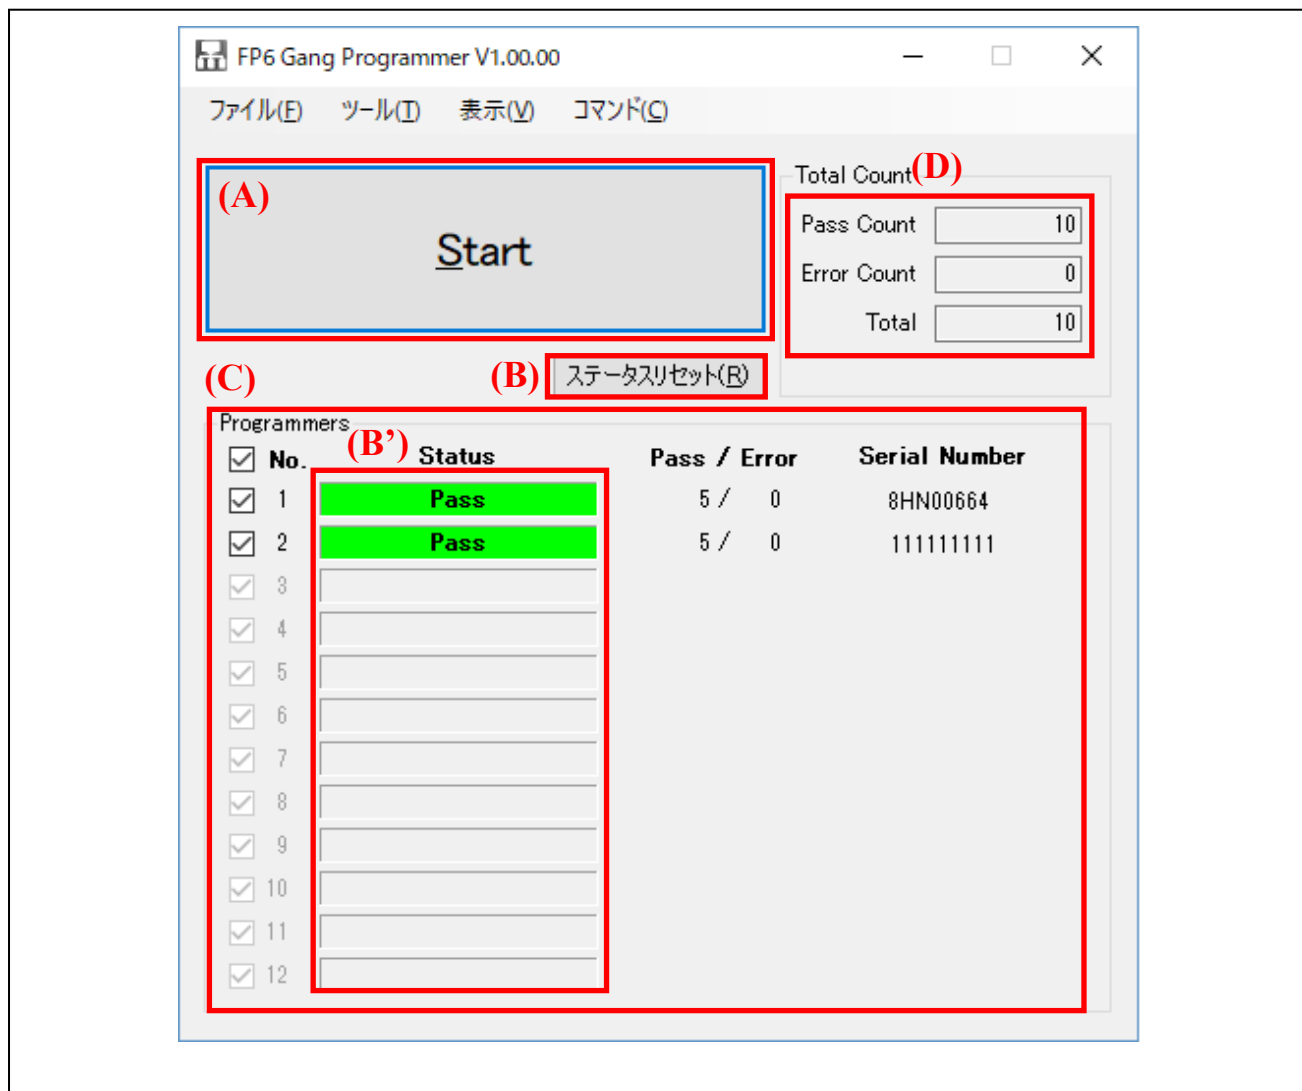 FP6 Gang Programmer V1.00.00
ファイル(F) ツール(T) 表示(V) コマンド(C)
(A)
Start
Total Count (D)
Pass Count 10
Error Count 0
Total 10
(B) ステータスリセット(R)
(C)
Programmers
(B’)
No. Status Pass / Error Serial Number
1 Pass 5 / 0 8HN00664
2 Pass 5 / 0 111111111
3
4
5
6
7
8
9
10
11
12